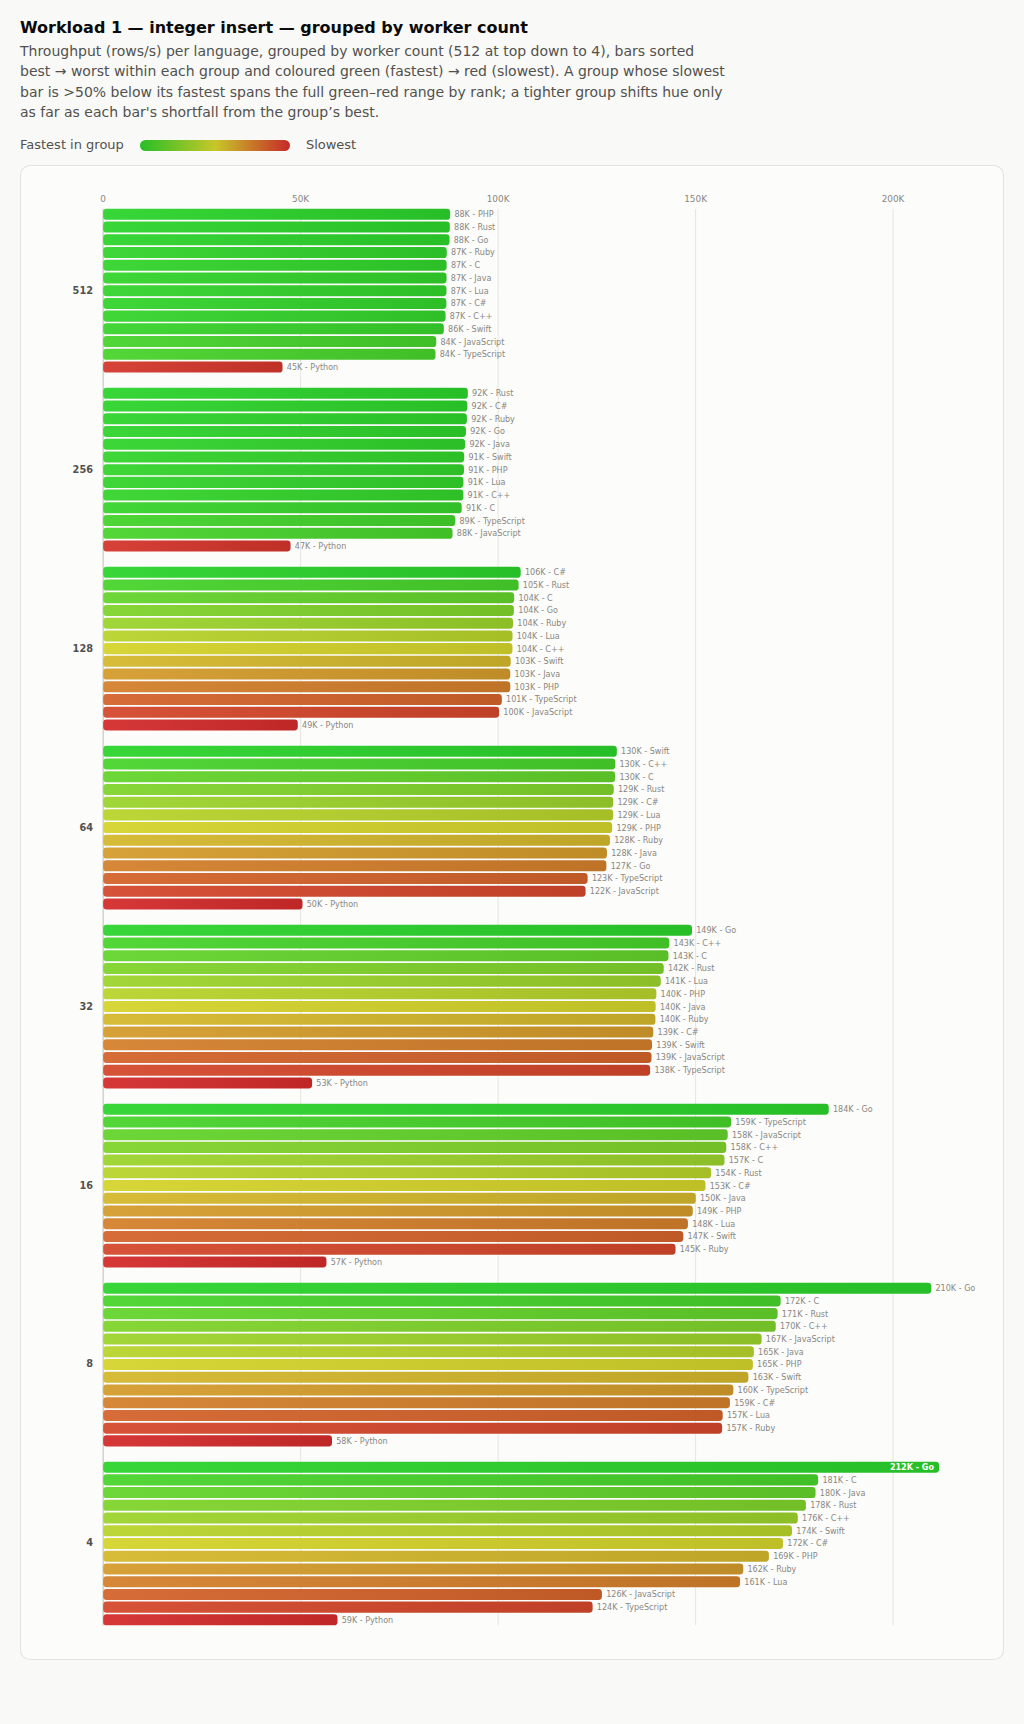 Workload 1 — integer insert — grouped by worker count
Throughput (rows/s) per language, grouped by worker count (512 at top down to 4), bars sorted
best → worst within each group and coloured green (fastest) → red (slowest). A group whose slowest
bar is >50% below its fastest spans the full green–red range by rank; a tighter group shifts hue only
as far as each bar's shortfall from the group’s best.
Fastest in group Slowest
0 50K 100K 150K 200K
512
88K - PHP
88K - Rust
88K - Go
87K - Ruby
87K - C
87K - Java
87K - Lua
87K - C#
87K - C++
86K - Swift
84K - JavaScript
84K - TypeScript
45K - Python
256
92K - Rust
92K - C#
92K - Ruby
92K - Go
92K - Java
91K - Swift
91K - PHP
91K - Lua
91K - C++
91K - C
89K - TypeScript
88K - JavaScript
47K - Python
128
106K - C#
105K - Rust
104K - C
104K - Go
104K - Ruby
104K - Lua
104K - C++
103K - Swift
103K - Java
103K - PHP
101K - TypeScript
100K - JavaScript
49K - Python
64
130K - Swift
130K - C++
130K - C
129K - Rust
129K - C#
129K - Lua
129K - PHP
128K - Ruby
128K - Java
127K - Go
123K - TypeScript
122K - JavaScript
50K - Python
32
149K - Go
143K - C++
143K - C
142K - Rust
141K - Lua
140K - PHP
140K - Java
140K - Ruby
139K - C#
139K - Swift
139K - JavaScript
138K - TypeScript
53K - Python
16
184K - Go
159K - TypeScript
158K - JavaScript
158K - C++
157K - C
154K - Rust
153K - C#
150K - Java
149K - PHP
148K - Lua
147K - Swift
145K - Ruby
57K - Python
8
210K - Go
172K - C
171K - Rust
170K - C++
167K - JavaScript
165K - Java
165K - PHP
163K - Swift
160K - TypeScript
159K - C#
157K - Lua
157K - Ruby
58K - Python
4
212K - Go
181K - C
180K - Java
178K - Rust
176K - C++
174K - Swift
172K - C#
169K - PHP
162K - Ruby
161K - Lua
126K - JavaScript
124K - TypeScript
59K - Python